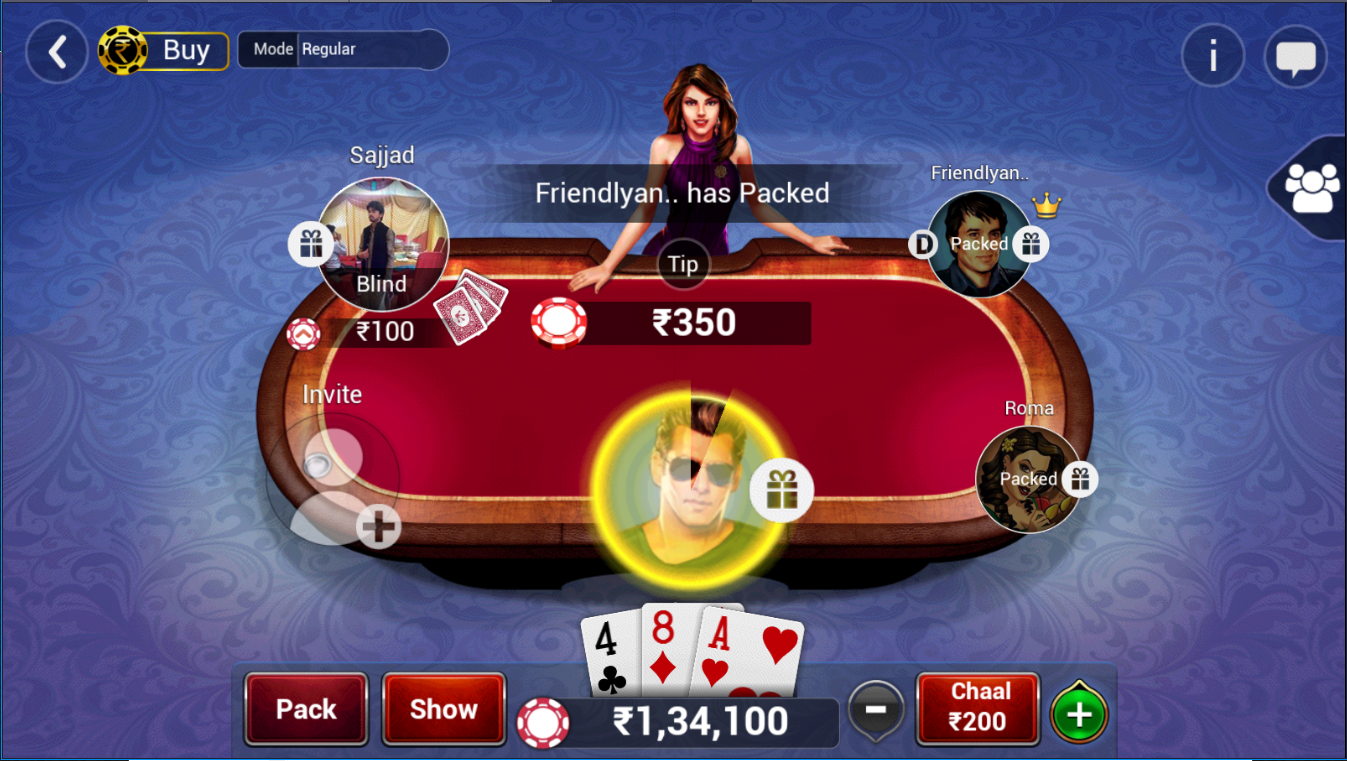 Buy
Mode Regular
i
Sajjad
Friendlyan..
Friendlyan.. has Packed
D
Packed
Tip
Blind
₹100
₹350
Invite
Roma
Packed
4
8
A
Pack
Show
₹1,34,100
Chaal
₹200